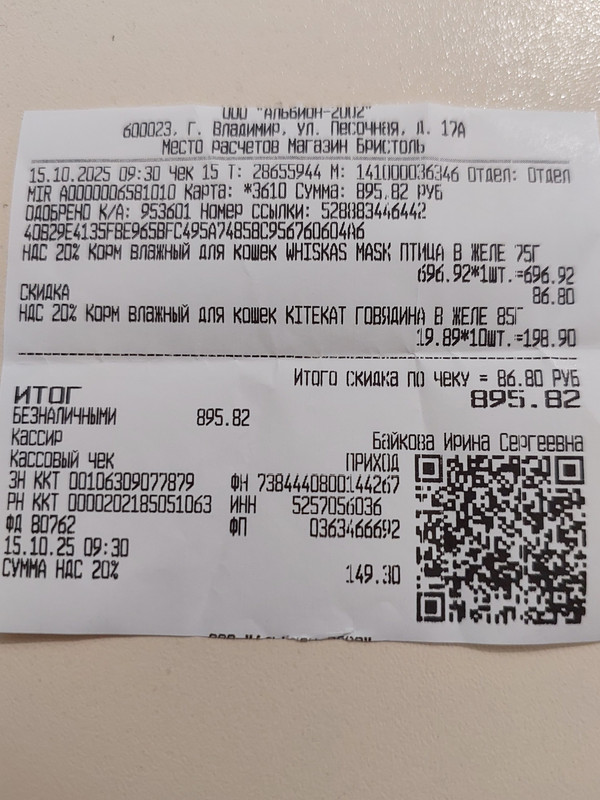 ООО "АЛЬБИОН-2002"
600023, Г. Владимир, ул. Песочная, Д. 17А
Место расчетов Магазин Бристоль
15.10.2025 09:30 Чек 15 Т: 28655944 М: 141000036346 Отдел: Отдел
MIR A0000006581010 Карта: *3610 Сумма: 895.82 РУБ
ОДОБРЕНО К/А: 953601 Номер ссылки: 528883446442
40B29E4135FBE965BFC495A74858C956760604A6
НДС 20% Корм влажный для кошек WHISKAS MASK ПТИЦА В ЖЕЛЕ 75Г
696.92*1шт.=696.92
СКИДКА 86.80
НДС 20% Корм влажный для кошек KITEKAT ГОВЯДИНА В ЖЕЛЕ 85Г
19.89*10шт.=198.90
Итого скидка по чеку = 86.80 РУБ
ИТОГ 895.82
БЕЗНАЛИЧНЫМИ 895.82
Кассир Байкова Ирина Сергеевна
Кассовый чек ПРИХОД
ЗН ККТ 00106309077879 ФН 7384440800144267
РН ККТ 0000202185051063 ИНН 5257056036
ФД 80762 ФП 0363466692
15.10.25 09:30
СУММА НДС 20% 149.30